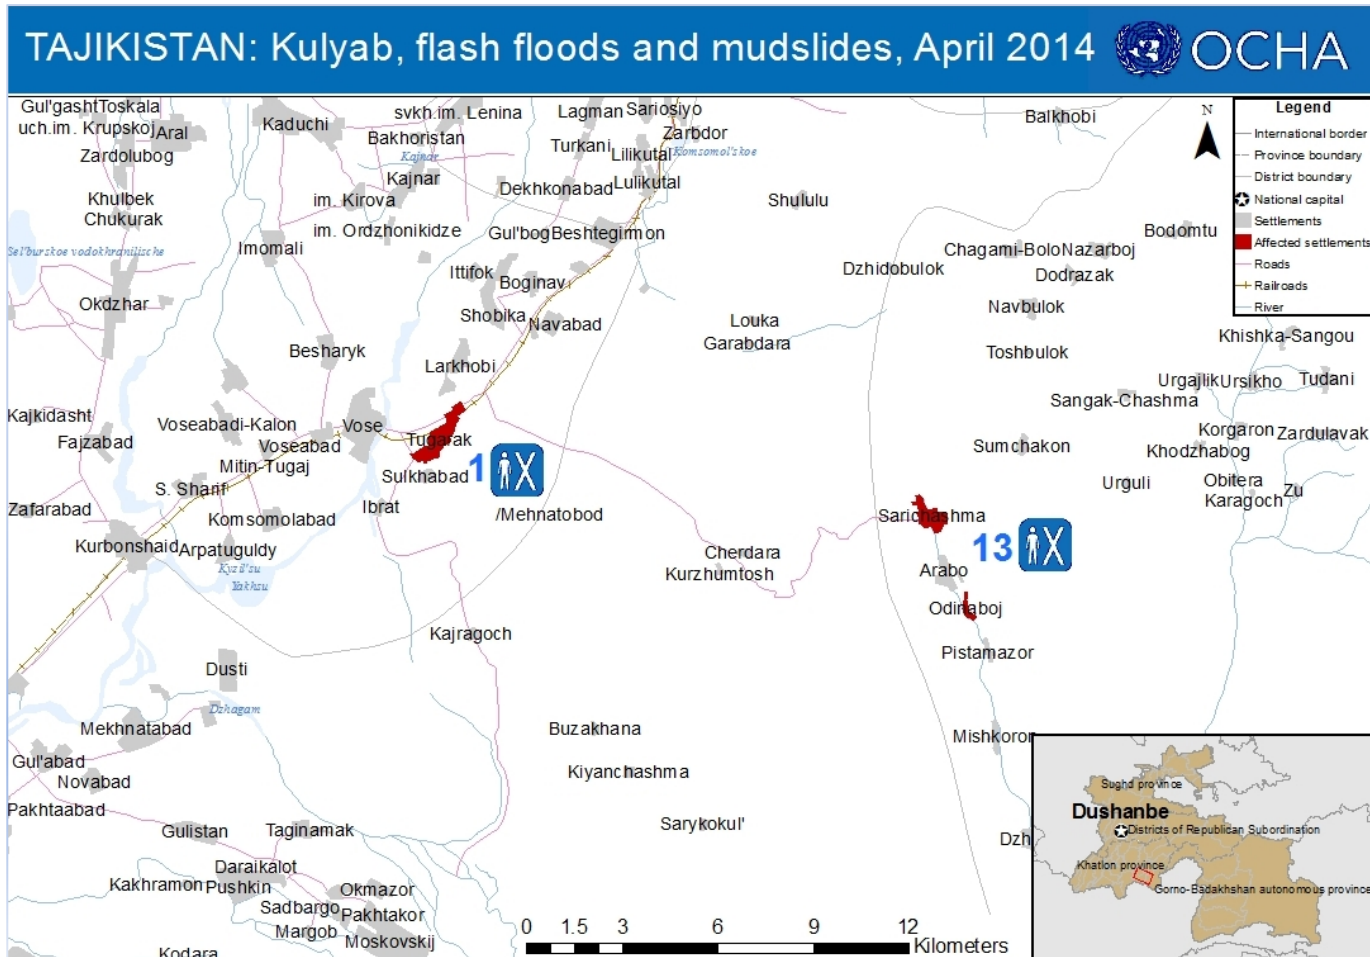 TAJIKISTAN: Kulyab, flash floods and mudslides, April 2014
OCHA
Gul'gasht Toskala
uch.im. Krupskoj
Aral
Zardolubog
Khulbek
Chukurak
Sel'burskoe vodokhranilische
Okdzhar
Kaduchi
Imomali
svkh.im. Lenina
Bakhoristan
Kajnar
Kajnar
im. Kirova
im. Ordzhonikidze
Lagman
Sariosiyo
Zarbdor
Turkani
Lilikutal
Komsomol'skoe
Dekhkonabad
Lulikutal
Gul'bog
Beshtegirmon
Ittifok
Boginav
Shobika
Navabad
Besharyk
Larkhobi
Balkhobi
Shululu
Bodomtu
Chagami-Bolo
Nazarboj
Dzhidobulok
Dodrazak
Navbulok
Louka
Garabdara
Toshbulok
Khishka-Sangou
Urgajlik
Ursikho
Tudani
Sangak-Chashma
Korgaron
Zardulavak
Sumchakon
Khodzhabog
Urguli
Obitera
Karagoch
Zu
Kajkidasht
Fajzabad
Voseabadi-Kalon
Vose
Voseabad
Mitin-Tugaj
Tugarak
Sulkhabad
1
S. Sharif
Ibrat
/Mehnatobod
Zafarabad
Komsomolabad
Kurbonshaid
Arpatuguldy
Kyzil'su
Yakhsu
Sarichashma
13
Cherdara
Kurzhumtosh
Arabo
Odinaboj
Kajragoch
Pistamazor
Dusti
Dzhagam
Mekhnatabad
Buzakhana
Mishkoron
Gul'abad
Novabad
Kiyanchashma
Pakhtaabad
Gulistan
Taginamak
Sarykokul'
Dzh
Daraikalot
Kakhramon
Pushkin
Okmazor
Sadbargo
Pakhtakor
Margob
Moskovskij
Kodara
0 1.5 3 6 9 12
Kilometers
N
Legend
International border
Province boundary
District boundary
National capital
Settlements
Affected settlements
Roads
Railroads
River
Sughd province
Dushanbe
Districts of Republican Subordination
Khatlon province
Gorno-Badakhshan autonomous province